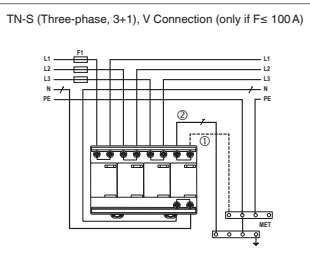 TN-S (Three-phase, 3+1), V Connection (only if F≤ 100 A)
F1
L1 L1
L2 L2
L3 L3
N N
PE PE
②
①
MET